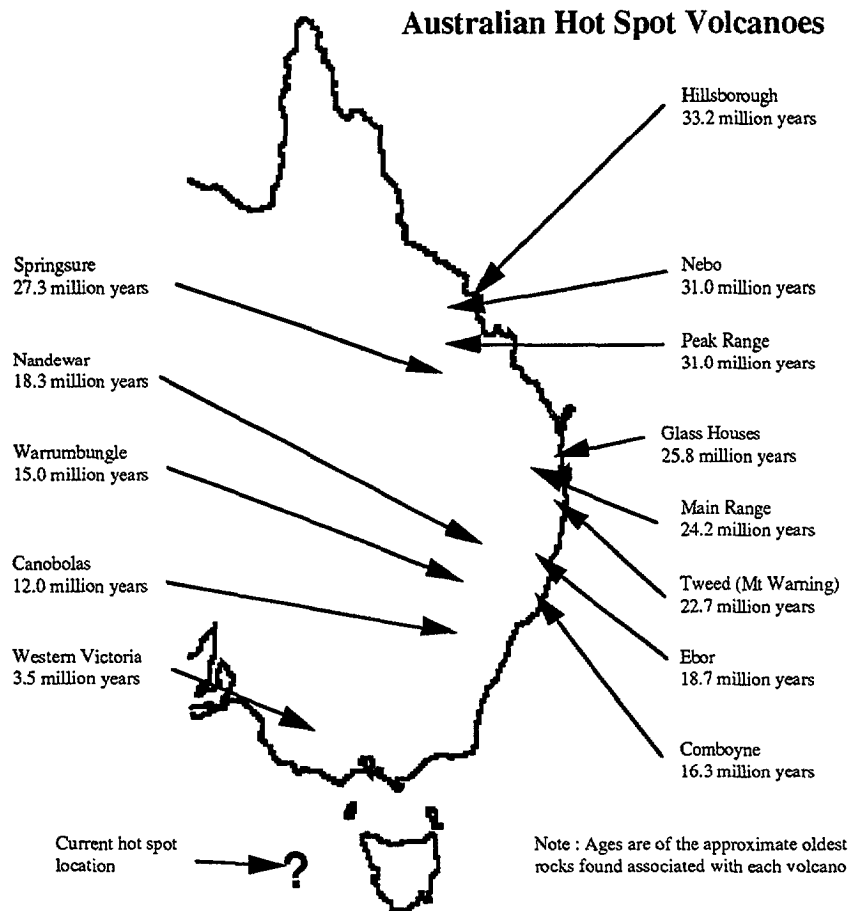 Australian Hot Spot Volcanoes
Hillsborough
33.2 million years
Springsure
27.3 million years
Nebo
31.0 million years
Peak Range
31.0 million years
Nandewar
18.3 million years
Glass Houses
25.8 million years
Warrumbungle
15.0 million years
Main Range
24.2 million years
Canobolas
12.0 million years
Tweed (Mt Warning)
22.7 million years
Western Victoria
3.5 million years
Ebor
18.7 million years
Comboyne
16.3 million years
Current hot spot
location
?
Note : Ages are of the approximate oldest
rocks found associated with each volcano